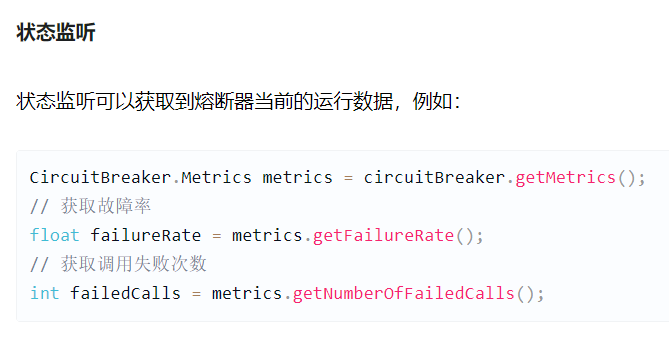 状态监听
状态监听可以获取到熔断器当前的运行数据，例如：
CircuitBreaker.Metrics metrics = circuitBreaker.getMetrics();
// 获取故障率
float failureRate = metrics.getFailureRate();
// 获取调用失败次数
int failedCalls = metrics.getNumberOfFailedCalls();